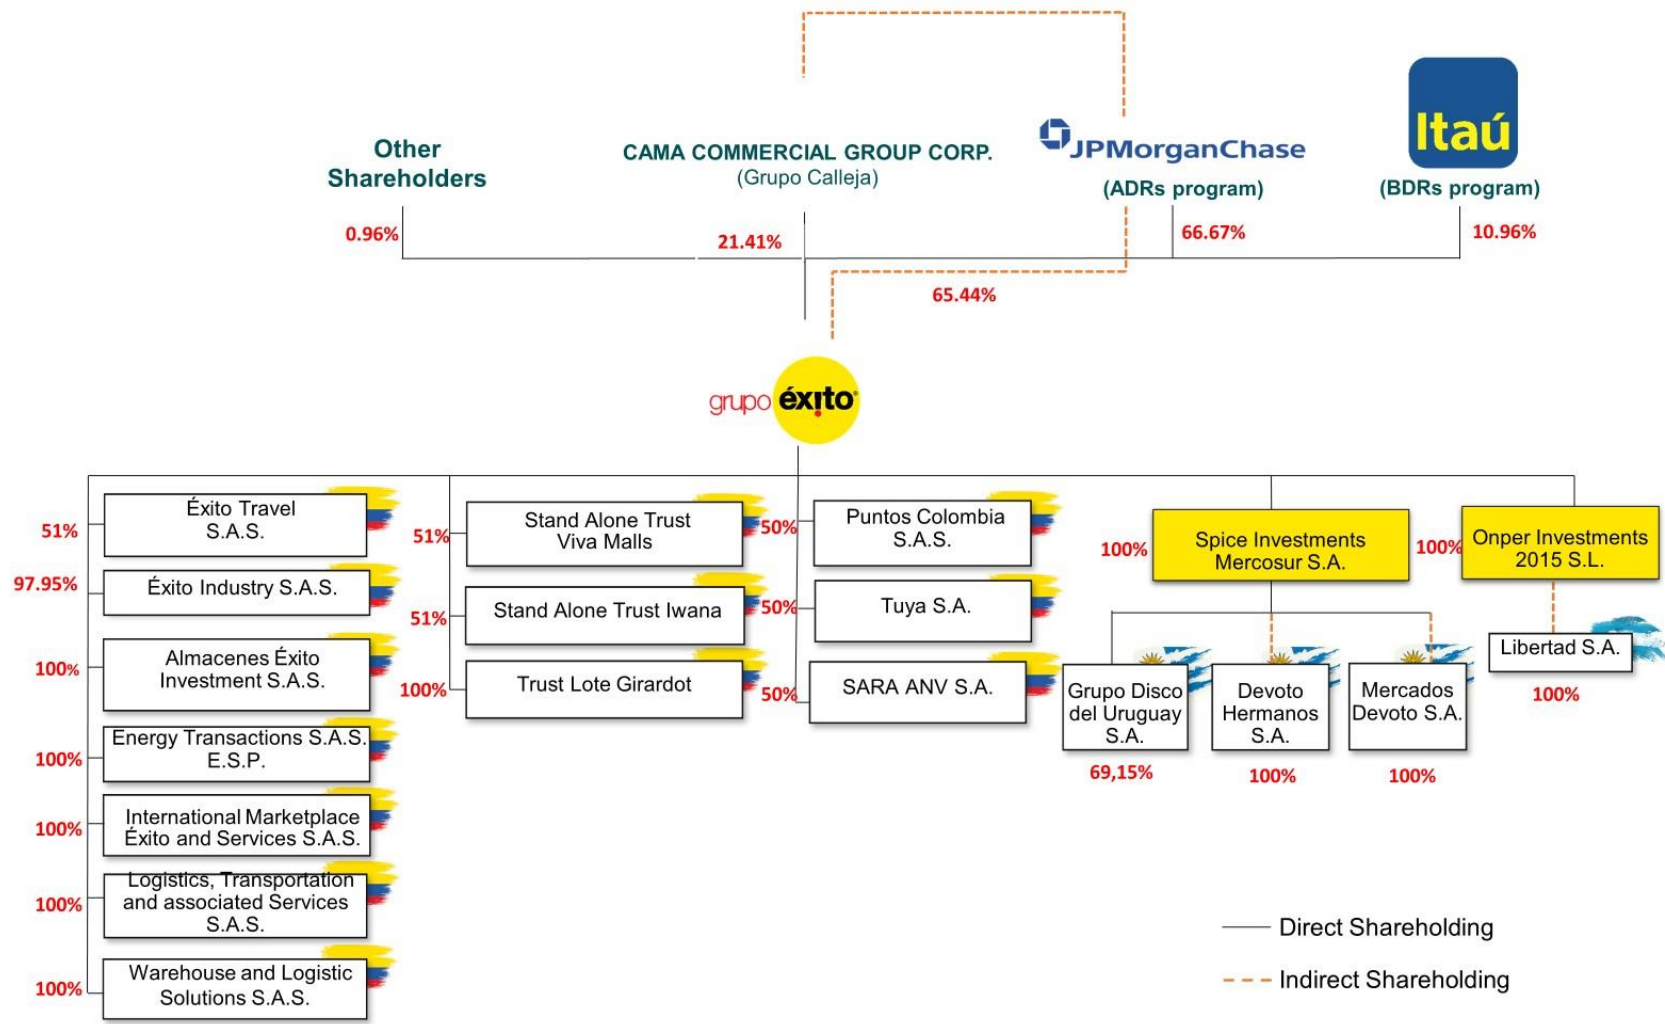 Other
Shareholders
0.96%
CAMA COMMERCIAL GROUP CORP.
(Grupo Calleja)
21.41%
JPMorganChase
(ADRs program)
66.67%
Itaú
(BDRs program)
10.96%
65.44%
grupo éxito
51%
Éxito Travel
S.A.S.
97.95%
Éxito Industry S.A.S.
100%
Almacenes Éxito
Investment S.A.S.
100%
Energy Transactions S.A.S.
E.S.P.
100%
International Marketplace
Éxito and Services S.A.S.
100%
Logistics, Transportation
and associated Services
S.A.S.
100%
Warehouse and Logistic
Solutions S.A.S.
51%
Stand Alone Trust
Viva Malls
51%
Stand Alone Trust Iwana
100%
Trust Lote Girardot
50%
Puntos Colombia
S.A.S.
50%
Tuya S.A.
50%
SARA ANV S.A.
100%
Spice Investments
Mercosur S.A.
Grupo Disco
del Uruguay
S.A.
69,15%
Devoto
Hermanos
S.A.
100%
Mercados
Devoto S.A.
100%
100%
Onper Investments
2015 S.L.
Libertad S.A.
100%
Direct Shareholding
Indirect Shareholding